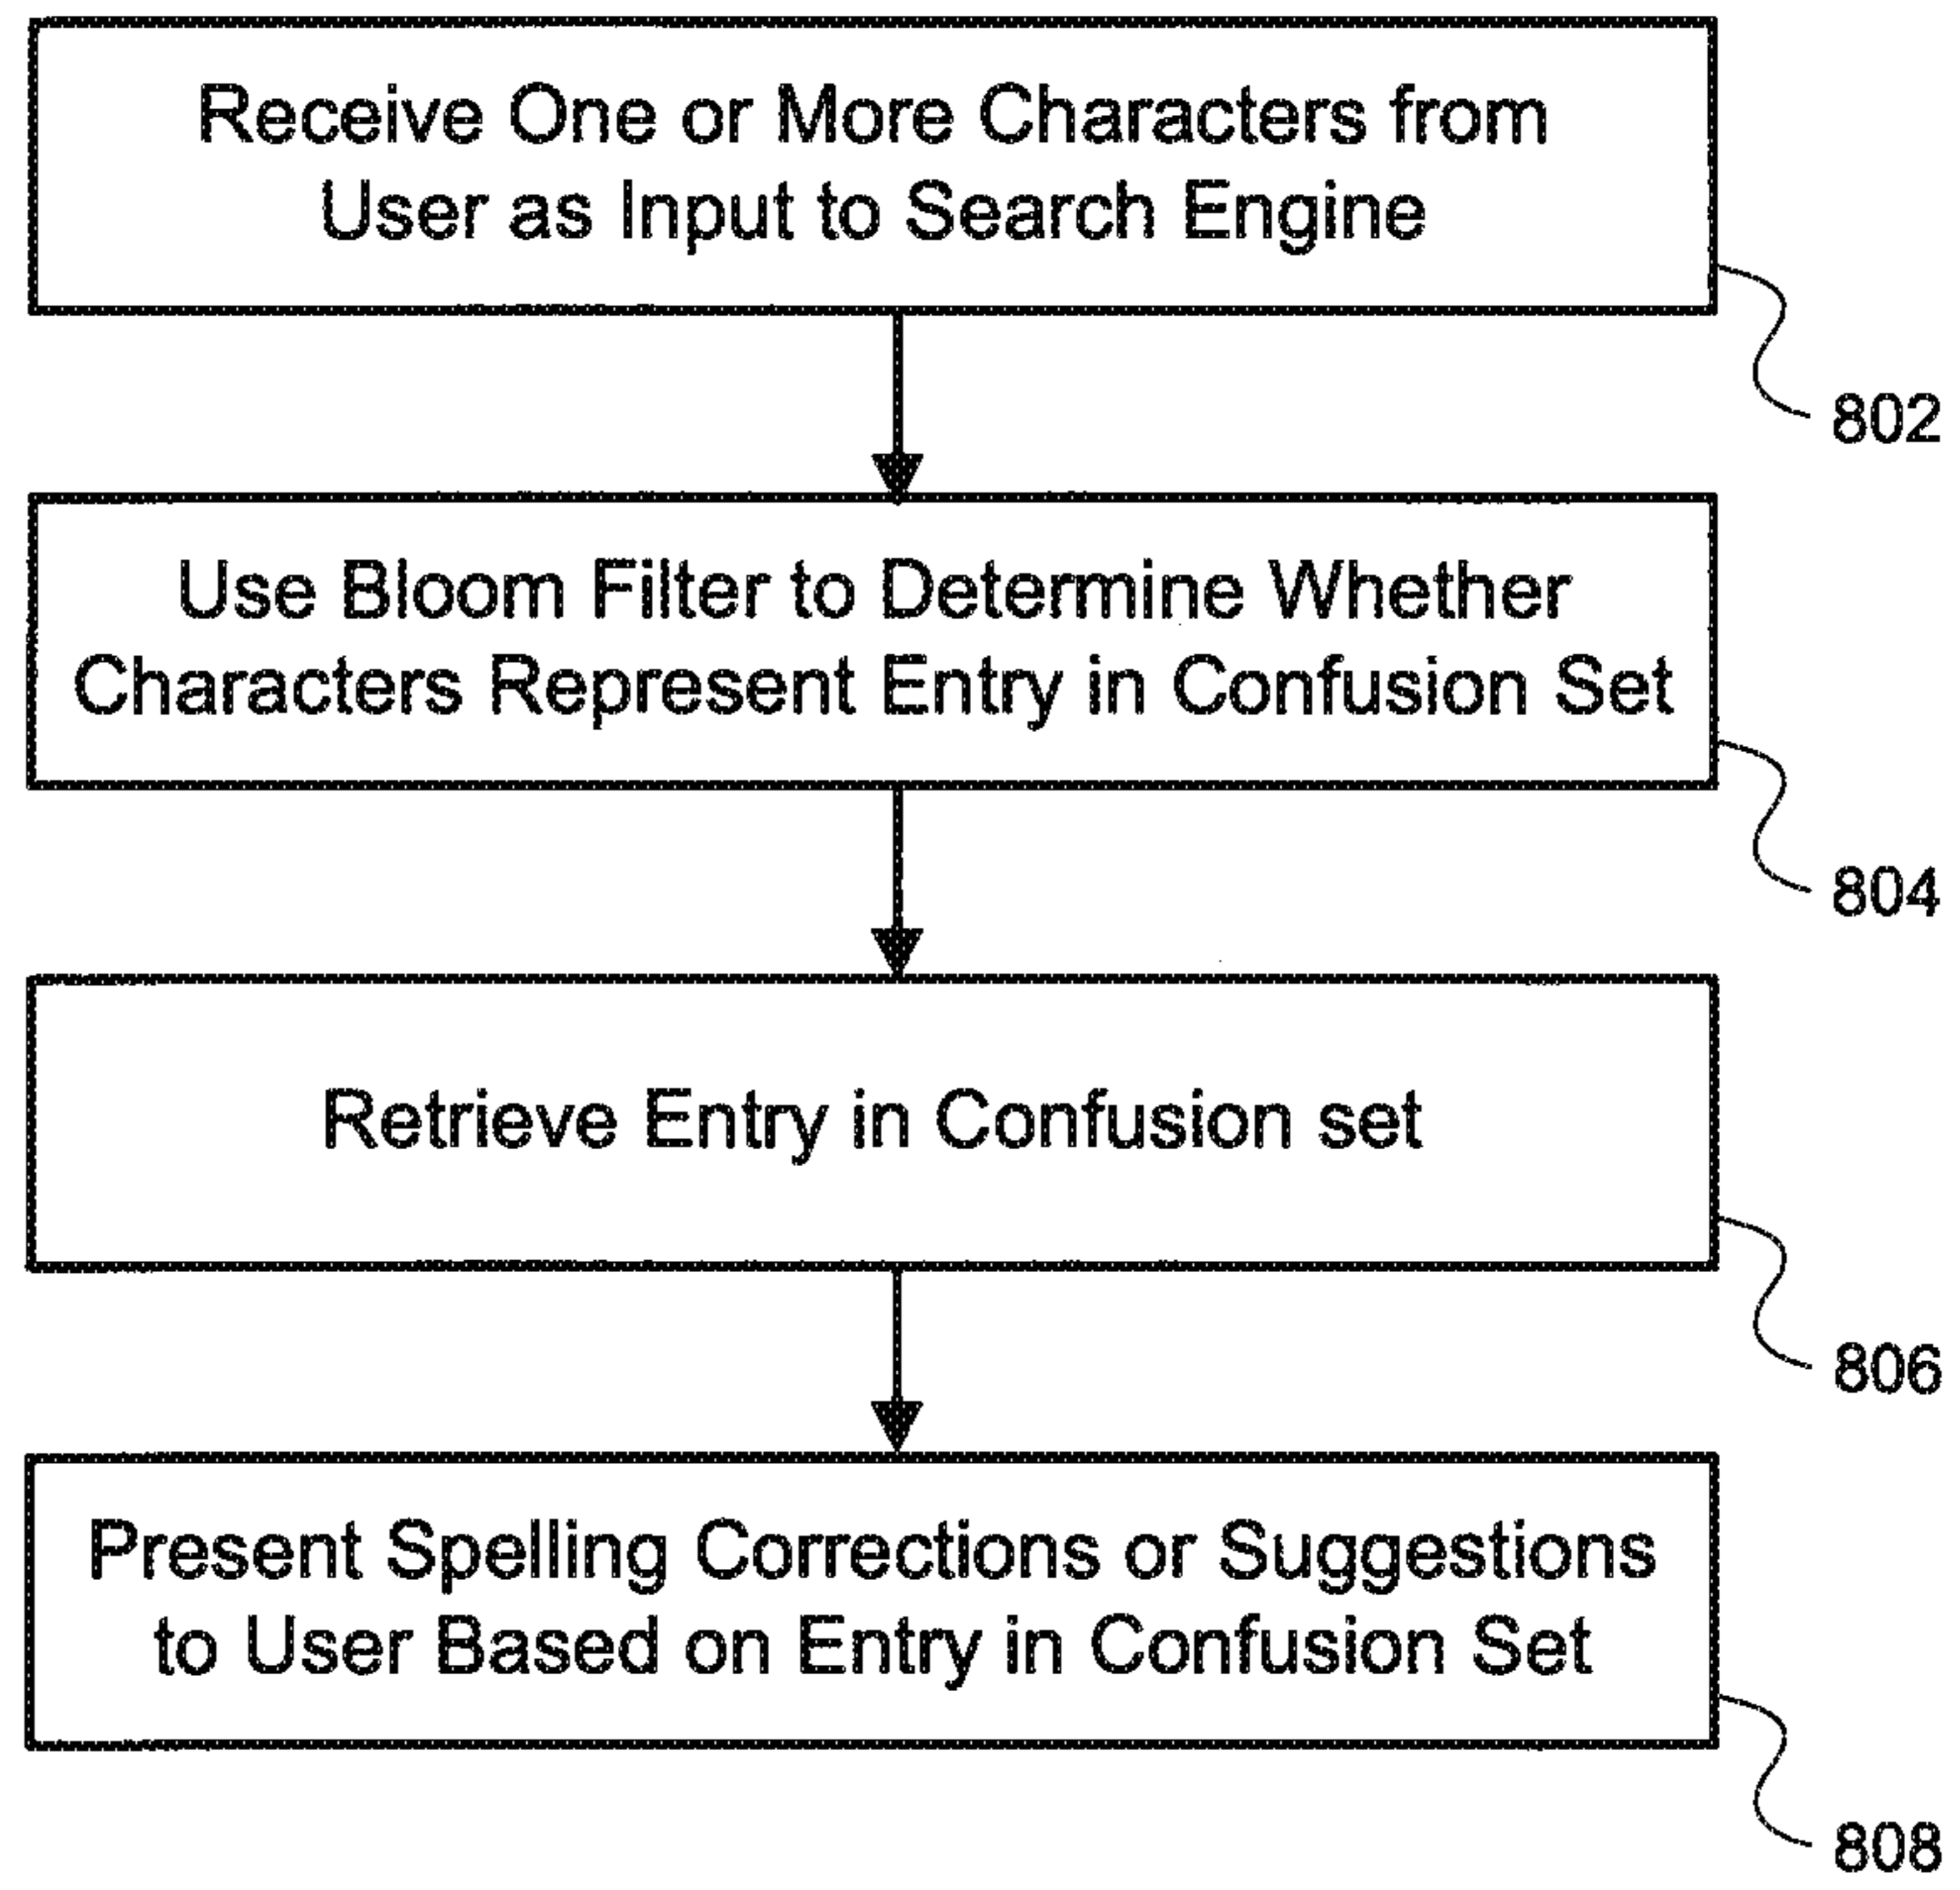 Receive One or More Characters from
User as Input to Search Engine
802
Use Bloom Filter to Determine Whether
Characters Represent Entry in Confusion Set
804
Retrieve Entry in Confusion set
806
Present Spelling Corrections or Suggestions
to User Based on Entry in Confusion Set
808